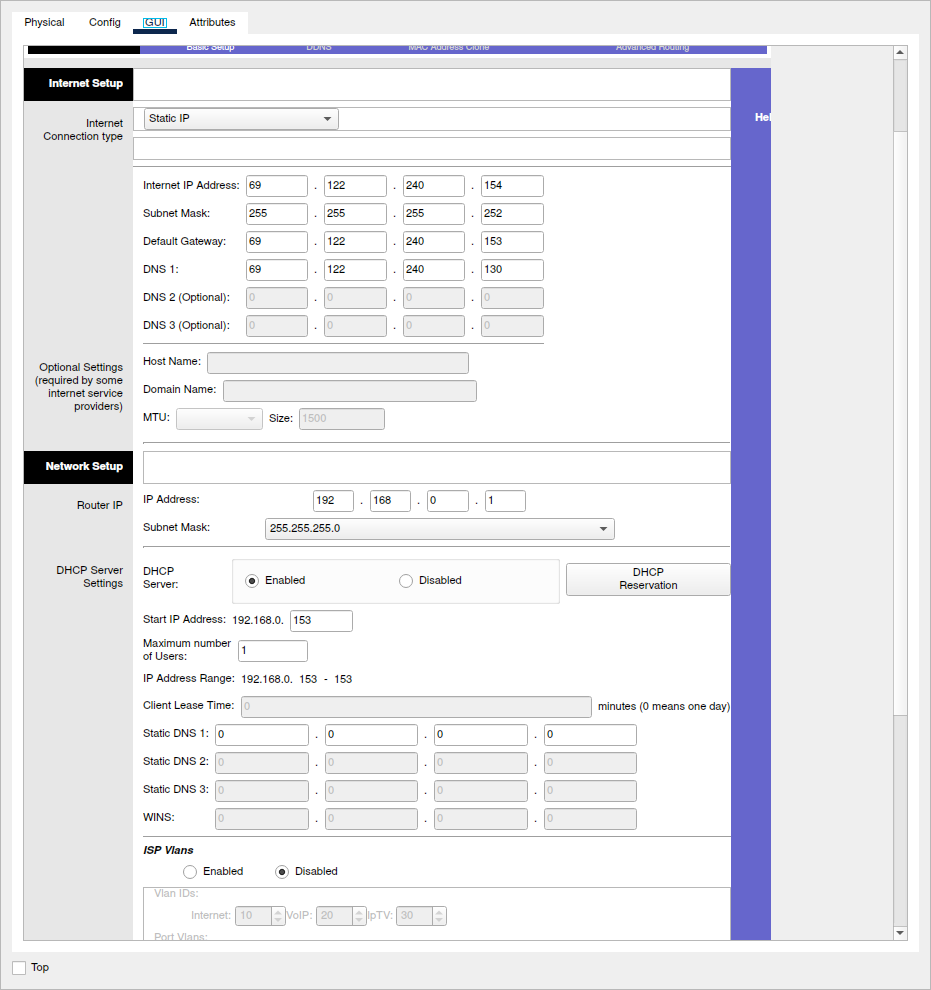 Physical Config GUI Attributes
Basic Setup DDNS MAC Address Clone Advanced Routing
Internet Setup
Internet
Connection type
Static IP
Hel
Internet IP Address: 69 . 122 . 240 . 154
Subnet Mask: 255 . 255 . 255 . 252
Default Gateway: 69 . 122 . 240 . 153
DNS 1: 69 . 122 . 240 . 130
DNS 2 (Optional): 0 . 0 . 0 . 0
DNS 3 (Optional): 0 . 0 . 0 . 0
Optional Settings
(required by some
internet service
providers)
Host Name:
Domain Name:
MTU: Size: 1500
Network Setup
Router IP
IP Address: 192 . 168 . 0 . 1
Subnet Mask: 255.255.255.0
DHCP Server
Settings
DHCP
Server:
Enabled Disabled
DHCP
Reservation
Start IP Address: 192.168.0. 153
Maximum number
of Users:
1
IP Address Range: 192.168.0. 153 - 153
Client Lease Time: 0 minutes (0 means one day)
Static DNS 1: 0 . 0 . 0 . 0
Static DNS 2: 0 . 0 . 0 . 0
Static DNS 3: 0 . 0 . 0 . 0
WINS: 0 . 0 . 0 . 0
ISP Vlans
Enabled Disabled
Vlan IDs:
Internet: 10 VoIP: 20 IpTV: 30
Port Vlans:
Top